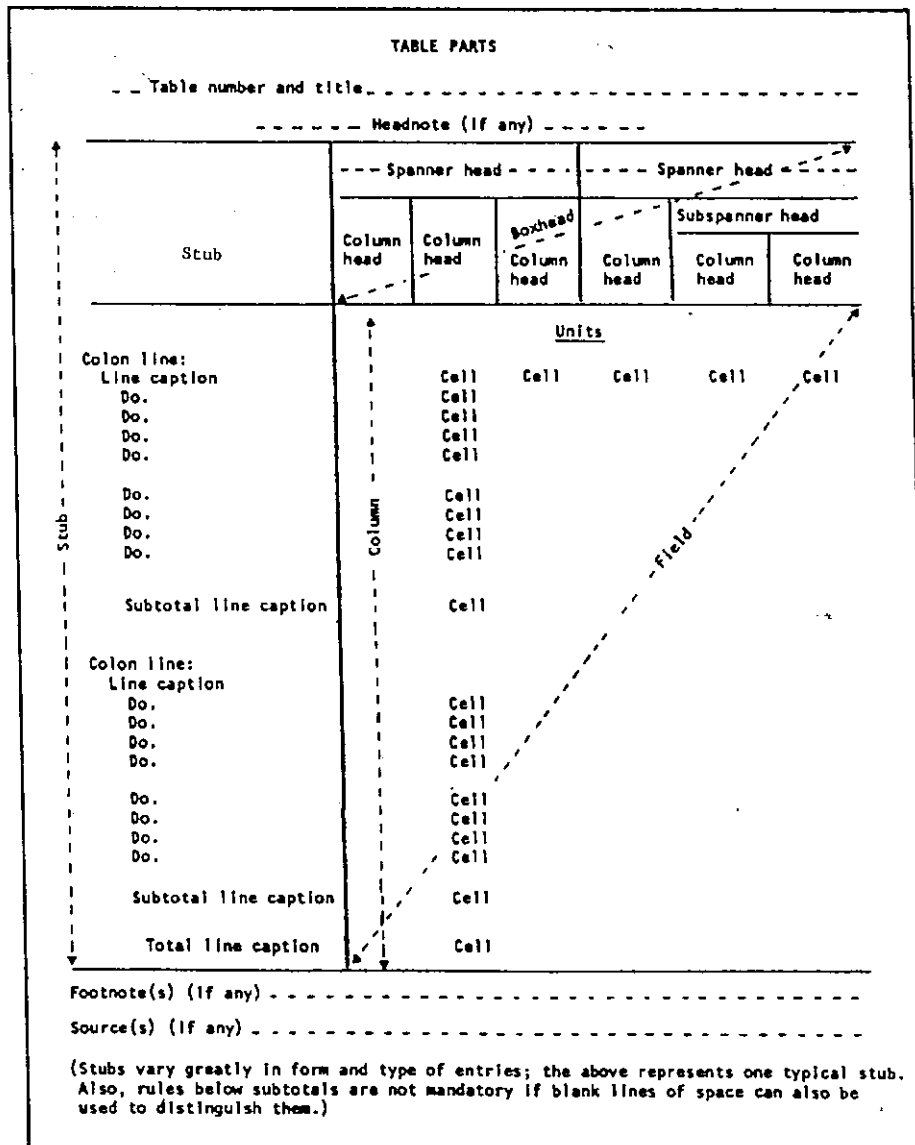 TABLE PARTS
Table number and title
Headnote (if any)
Spanner head Spanner head
Boxhead Subspanner head
Stub Column head Column head Column head Column head Column head Column head
Units
Colon line:
Line caption Cell Cell Cell Cell Cell
Do. Cell
Do. Cell
Do. Cell
Do. Cell
Do. Cell
Do. Cell
Do. Cell
Do. Cell
Stub
Column
Field
Subtotal line caption Cell
Colon line:
Line caption
Do. Cell
Do. Cell
Do. Cell
Do. Cell
Do. Cell
Do. Cell
Do. Cell
Do. Cell
Subtotal line caption Cell
Total line caption Cell
Footnote(s) (if any)
Source(s) (if any)
(Stubs vary greatly in form and type of entries; the above represents one typical stub.
Also, rules below subtotals are not mandatory if blank lines of space can also be
used to distinguish them.)